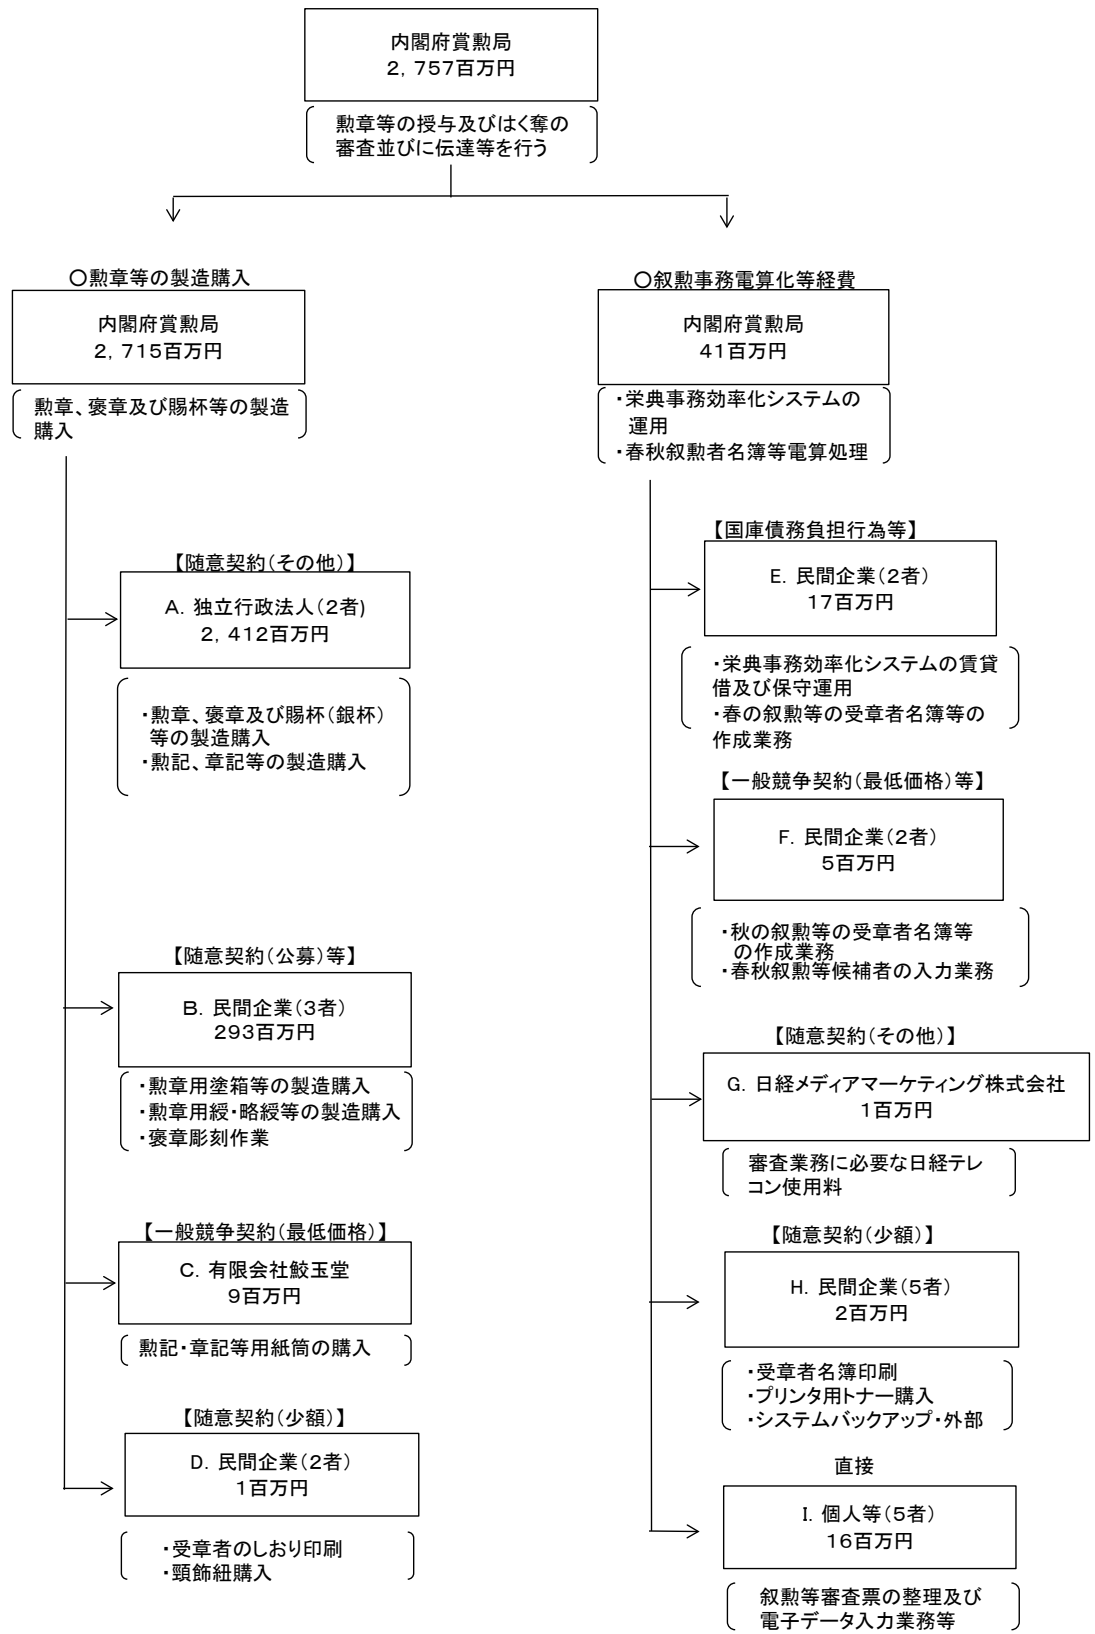 内閣府賞勲局
２，７５７百万円
勲章等の授与及びはく奪の
審査並びに伝達等を行う
○勲章等の製造購入
内閣府賞勲局
２，７１５百万円
勲章、褒章及び賜杯等の製造
購入
【随意契約（その他）】
Ａ．独立行政法人（２者)
２，４１２百万円
・勲章、褒章及び賜杯（銀杯）
等の製造購入
・勲記、章記等の製造購入
【随意契約（公募）等】
Ｂ．民間企業（３者）
２９３百万円
・勲章用塗箱等の製造購入
・勲章用綬・略綬等の製造購入
・褒章彫刻作業
【一般競争契約（最低価格）】
Ｃ．有限会社鮫玉堂
９百万円
勲記・章記等用紙筒の購入
【随意契約（少額）】
Ｄ．民間企業（２者）
１百万円
・受章者のしおり印刷
・頸飾紐購入
○叙勲事務電算化等経費
内閣府賞勲局
４１百万円
・栄典事務効率化システムの
運用
・春秋叙勲者名簿等電算処理
【国庫債務負担行為等】
Ｅ．民間企業（２者）
１７百万円
・栄典事務効率化システムの賃貸
借及び保守運用
・春の叙勲等の受章者名簿等の
作成業務
【一般競争契約（最低価格）等】
Ｆ．民間企業（２者）
５百万円
・秋の叙勲等の受章者名簿等
の作成業務
・春秋叙勲等候補者の入力業務
【随意契約（その他）】
Ｇ．日経メディアマーケティング株式会社
１百万円
審査業務に必要な日経テレ
コン使用料
【随意契約（少額）】
Ｈ．民間企業（５者）
２百万円
・受章者名簿印刷
・プリンタ用トナー購入
・システムバックアップ・外部
直接
Ｉ．個人等（５者）
１６百万円
叙勲等審査票の整理及び
電子データ入力業務等